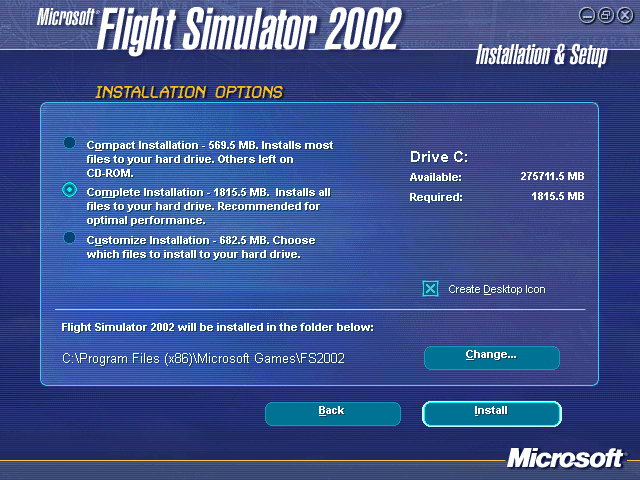 Microsoft®
Flight Simulator 2002
Installation & Setup
INSTALLATION OPTIONS
Compact Installation - 569.5 MB. Installs most
files to your hard drive. Others left on
CD-ROM.
Complete Installation - 1815.5 MB. Installs all
files to your hard drive. Recommended for
optimal performance.
Customize Installation - 682.5 MB. Choose
which files to install to your hard drive.
Drive C:
Available: 275711.5 MB
Required: 1815.5 MB
Create Desktop Icon
Flight Simulator 2002 will be installed in the folder below:
C:\Program Files (x86)\Microsoft Games\FS2002
Change...
Back
Install
Microsoft